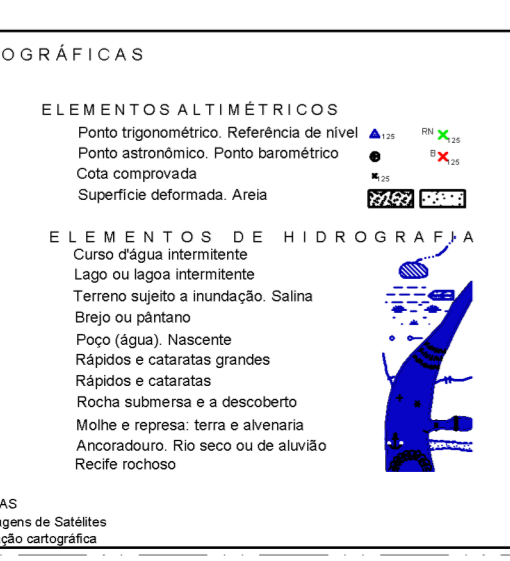 OGRÁFICAS
ELEMENTOS ALTIMÉTRICOS
Ponto trigonométrico. Referência de nível 125 RN 125
Ponto astronômico. Ponto barométrico B 125
Cota comprovada 125
Superfície deformada. Areia
ELEMENTOS DE HIDROGRAFIA
Curso d'água intermitente
Lago ou lagoa intermitente
Terreno sujeito a inundação. Salina
Brejo ou pântano
Poço (água). Nascente
Rápidos e cataratas grandes
Rápidos e cataratas
Rocha submersa e a descoberto
Molhe e represa: terra e alvenaria
Ancoradouro. Rio seco ou de aluvião
Recife rochoso
AS
gens de Satélites
ção cartográfica